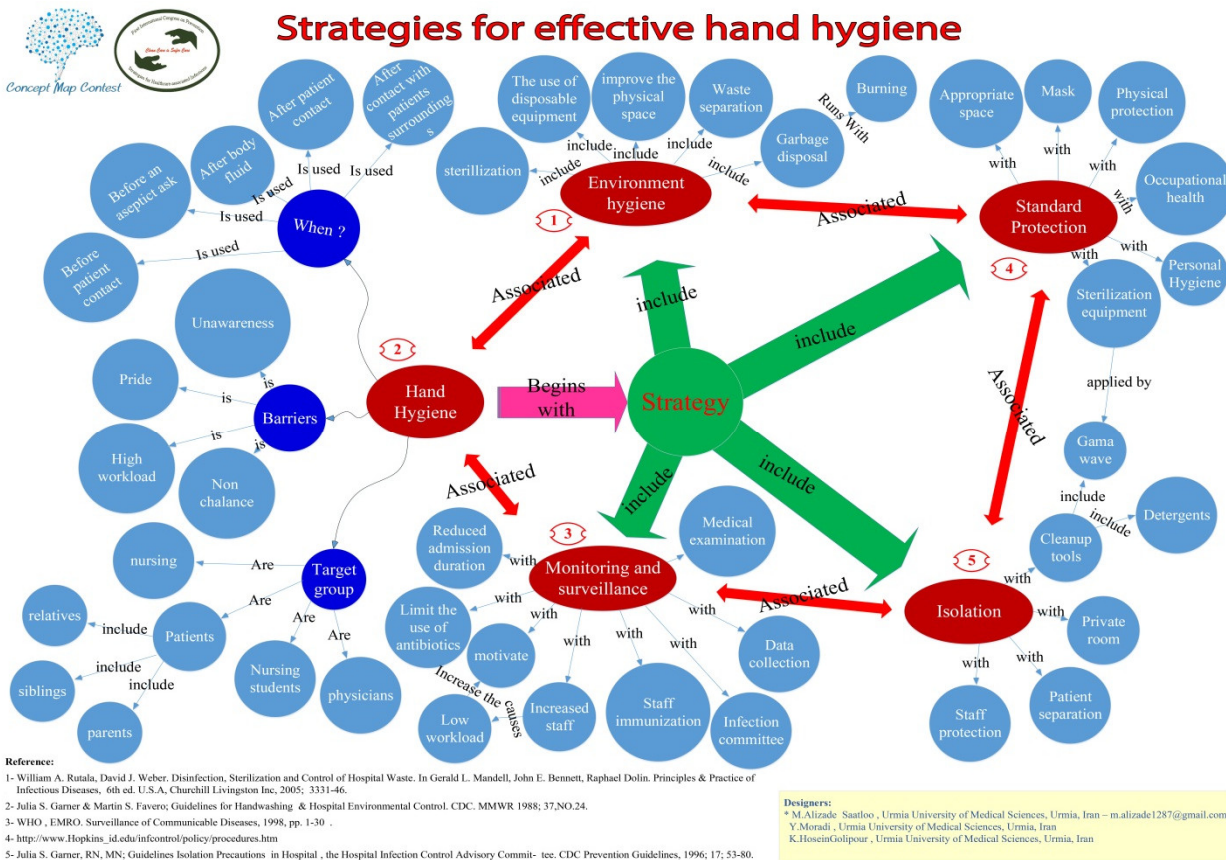 Strategies for effective hand hygiene
Concept Map Contest
Clean Care is Safer Care
After patient
contact
After
contact with
patients
surrounding
s
The use of
disposable
equipment
improve the
physical
space
Waste
separation
Runs With
Burning
Garbage
disposal
Appropriate
space
Mask
Physical
protection
Before an
aseptict ask
After body
fluid
Is used
Is used
Is used
Is used
Is used
When ?
Before
patient
contact
sterillization
include
include
include
include
include
Environment
hygiene
1
Associated
with
with
with
with
with
with
Occupational
health
Standard
Protection
4
Personal
Hygiene
Sterilization
equipment
Associated
include
include
Unawareness
Pride
is
is
is
is
Barriers
High
workload
Non
chalance
2
Hand
Hygiene
Begins
with
Strategy
Associated
applied by
Gama
wave
include
include
Detergents
Cleanup
tools
Associated
include
include
3
Monitoring and
surveillance
Reduced
admission
duration
Medical
examination
with
with
with
with
with
with
with
Limit the
use of
antibiotics
motivate
Increase the
causes
Low
workload
Increased
staff
Staff
immunization
Infection
committee
Data
collection
Associated
5
Isolation
with
with
with
with
Private
room
Patient
separation
Staff
protection
nursing
Are
Are
Are
Are
Target
group
relatives
include
include
include
Patients
siblings
parents
Nursing
students
physicians
Reference:
1- William A. Rutala, David J. Weber. Disinfection, Sterilization and Control of Hospital Waste. In Gerald L. Mandell, John E. Bennett, Raphael Dolin. Principles & Practice of
Infectious Diseases, 6th ed. U.S.A, Churchill Livingston Inc, 2005; 3331-46.
2- Julia S. Garner & Martin S. Favero; Guidelines for Handwashing & Hospital Environmental Control. CDC. MMWR 1988; 37,NO.24.
3- WHO , EMRO. Surveillance of Communicable Diseases, 1998, pp. 1-30 .
4- http://www.Hopkins_id.edu/infcontrol/policy/procedures.htm
5- Julia S. Garner, RN, MN; Guidelines Isolation Precautions in Hospital , the Hospital Infection Control Advisory Commit- tee. CDC Prevention Guidelines, 1996; 17; 53-80.
Designers:
* M.Alizade Saatloo , Urmia University of Medical Sciences, Urmia, Iran – m.alizade1287@gmail.com
Y.Moradi , Urmia University of Medical Sciences, Urmia, Iran
K.HoseinGolipour , Urmia University of Medical Sciences, Urmia, Iran